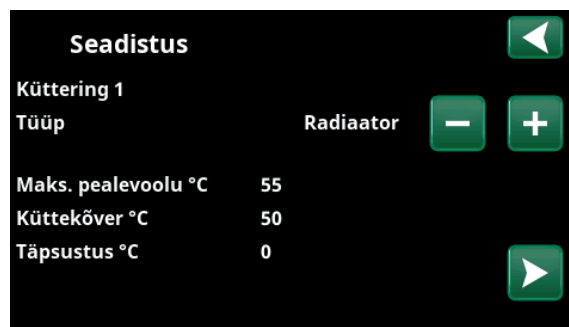 Seadistus
Küttering 1
Tüüp Radiaator
Maks. pealevoolu °C 55
Küttekõver °C 50
Täpsustus °C 0